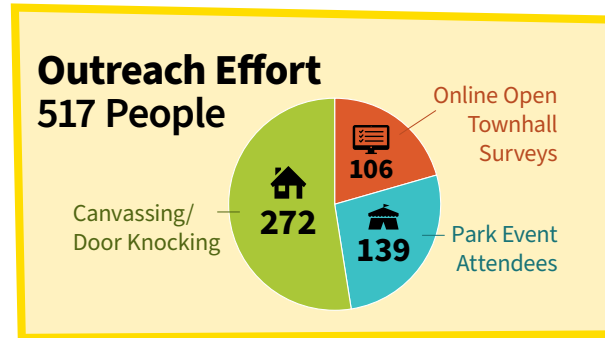 Outreach Effort
517 People
Online Open
Townhall
Surveys
106
272
Canvassing/
Door Knocking
139
Park Event
Attendees